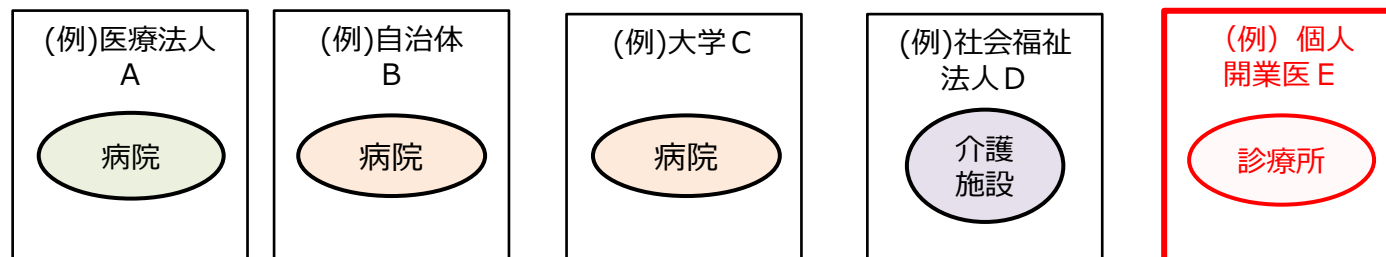 (例)医療法人
A
病院
(例)自治体
B
病院
(例)大学C
病院
(例)社会福祉
法人D
介護
施設
（例）個人
開業医E
診療所